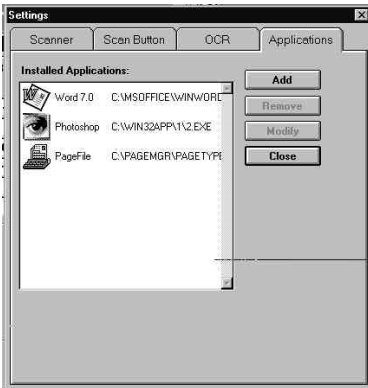 Settings
Scanner Scan Button OCR Applications
Installed Applications:
Add
Word 7.0 C:\MSOFFICE\WINWORD
Remove
Photoshop C:\WIN32APP\1\2.EXE
Modify
PageFile C:\PAGEMGR\PAGETYPE
Close